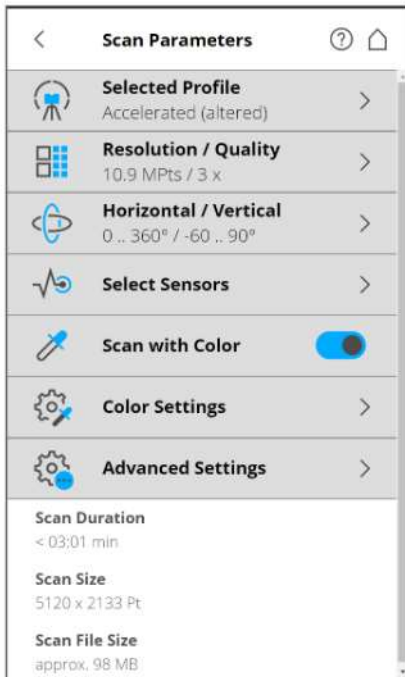 Scan Parameters
Selected Profile
Accelerated (altered)
Resolution / Quality
10.9 MPts / 3 x
Horizontal / Vertical
0 .. 360° / -60 .. 90°
Select Sensors
Scan with Color
Color Settings
Advanced Settings
Scan Duration
< 03:01 min
Scan Size
5120 x 2133 Pt
Scan File Size
approx. 98 MB